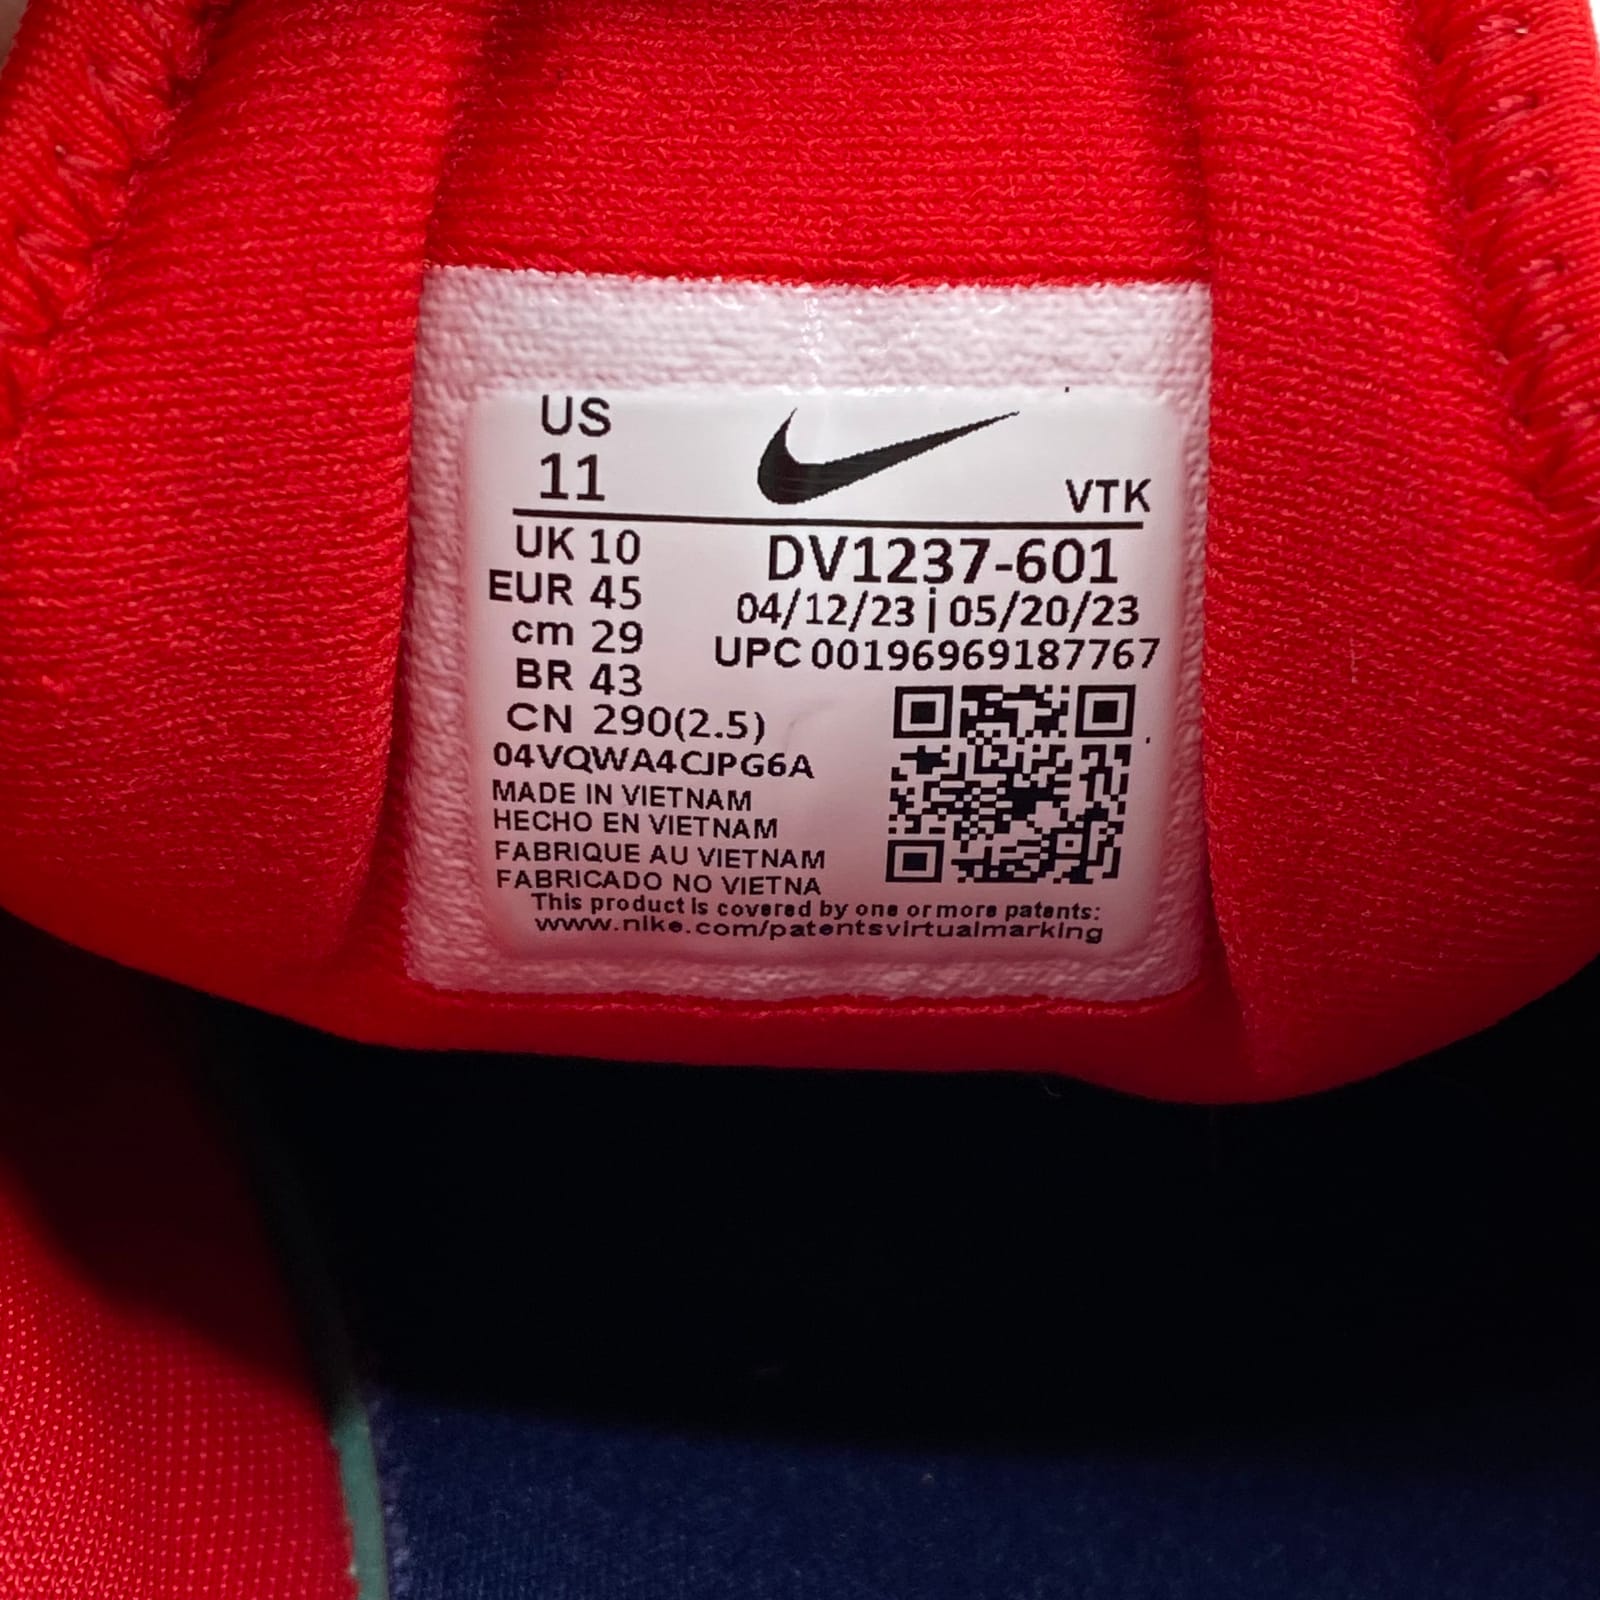 US
11
VTK
UK 10
EUR 45
cm 29
BR 43
CN 290(2.5)
DV1237-601
04/12/23 | 05/20/23
UPC 00196969187767
04VQWA4CJPG6A
MADE IN VIETNAM
HECHO EN VIETNAM
FABRIQUE AU VIETNAM
FABRICADO NO VIETNA
This product is covered by one or more patents:
www.nike.com/patentsvirtualmarking